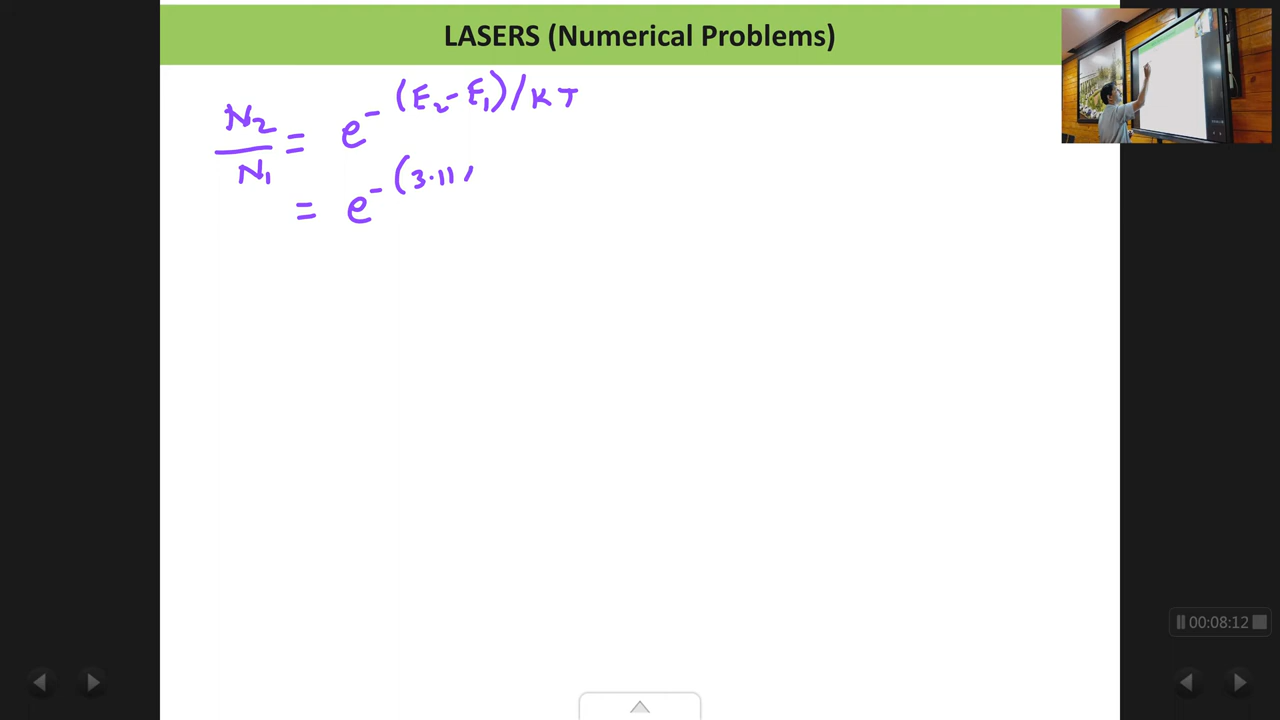 LASERS (Numerical Problems)
N₂/N₁ = e^-(E₂-E₁)/KT
= e^-(3.11
00:08:12